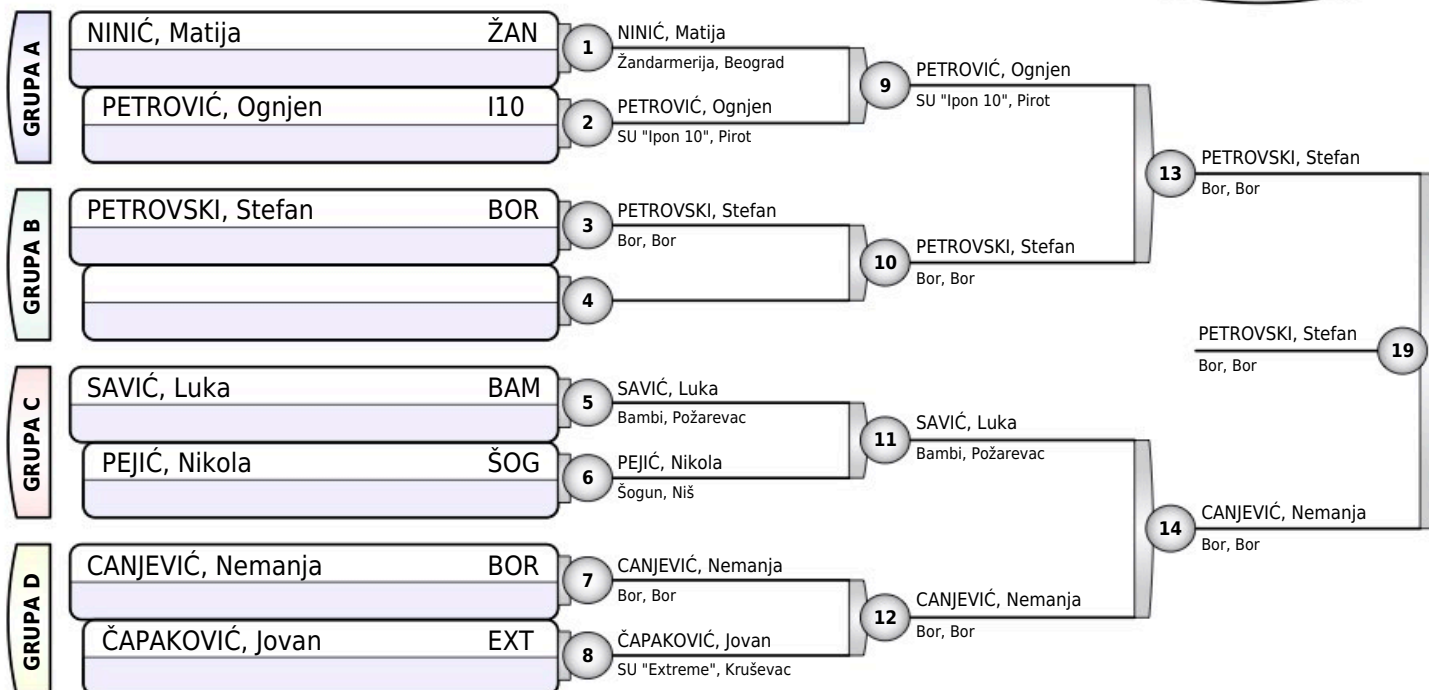 GRUPA A
NINIĆ, Matija ŽAN
PETROVIĆ, Ognjen I10
1
NINIĆ, Matija
Žandarmerija, Beograd
2
PETROVIĆ, Ognjen
SU "Ipon 10", Pirot
9
PETROVIĆ, Ognjen
SU "Ipon 10", Pirot
GRUPA B
PETROVSKI, Stefan BOR
3
PETROVSKI, Stefan
Bor, Bor
4
10
PETROVSKI, Stefan
Bor, Bor
13
PETROVSKI, Stefan
Bor, Bor
GRUPA C
SAVIĆ, Luka BAM
PEJIĆ, Nikola ŠOG
5
SAVIĆ, Luka
Bambi, Požarevac
6
PEJIĆ, Nikola
Šogun, Niš
11
SAVIĆ, Luka
Bambi, Požarevac
GRUPA D
CANJEVIĆ, Nemanja BOR
ČAPAKOVIĆ, Jovan EXT
7
CANJEVIĆ, Nemanja
Bor, Bor
8
ČAPAKOVIĆ, Jovan
SU "Extreme", Kruševac
12
CANJEVIĆ, Nemanja
Bor, Bor
14
CANJEVIĆ, Nemanja
Bor, Bor
PETROVSKI, Stefan
Bor, Bor
19